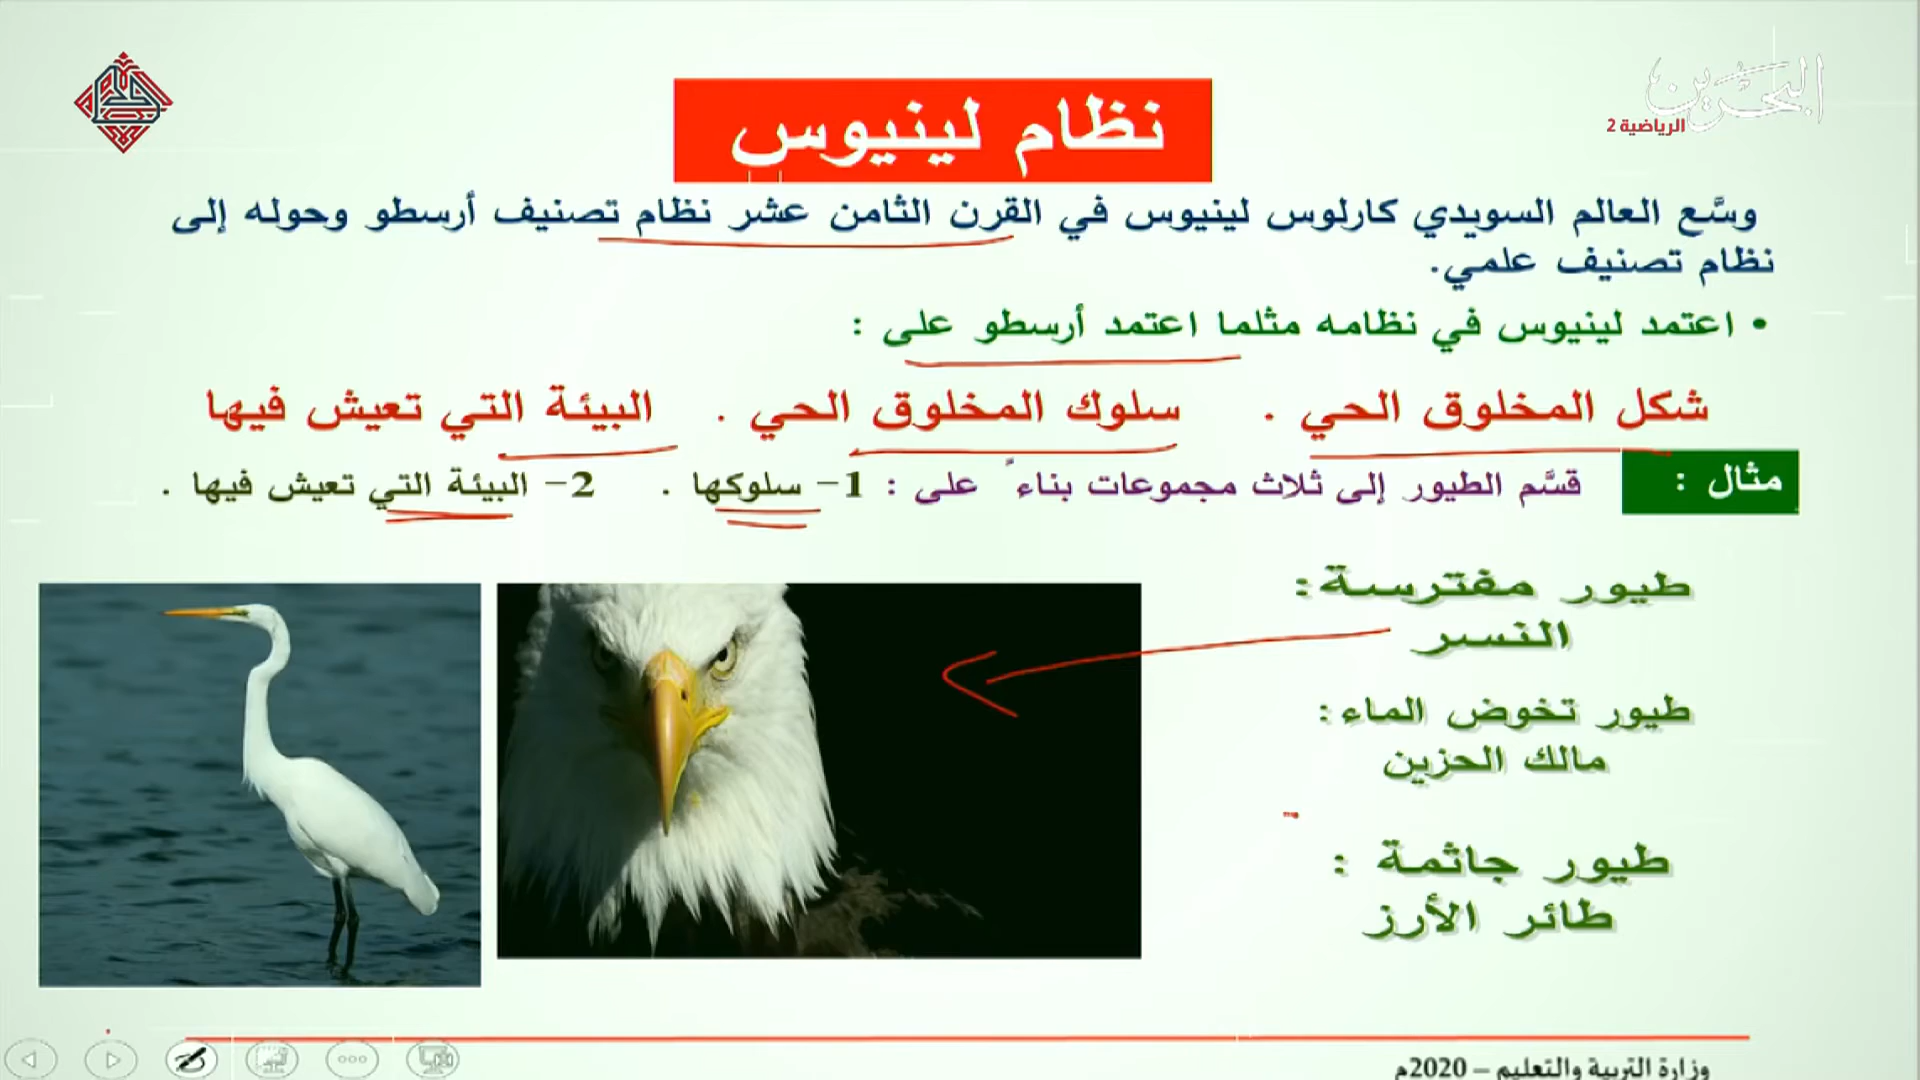 البحرين
الرياضية 2
نظام لينيوس
وسَّع العالم السويدي كارلوس لينيوس في القرن الثامن عشر نظام تصنيف أرسطو وحوله إلى
نظام تصنيف علمي.
• اعتمد لينيوس في نظامه مثلما اعتمد أرسطو على :
شكل المخلوق الحي . سلوك المخلوق الحي . البيئة التي تعيش فيها
مثال : قسَّم الطيور إلى ثلاث مجموعات بناءً على : 1- سلوكها . 2- البيئة التي تعيش فيها .
طيور مفترسة :
النسر
طيور تخوض الماء :
مالك الحزين
طيور جاثمة :
طائر الأرز
وزارة التربية والتعليم – 2020م